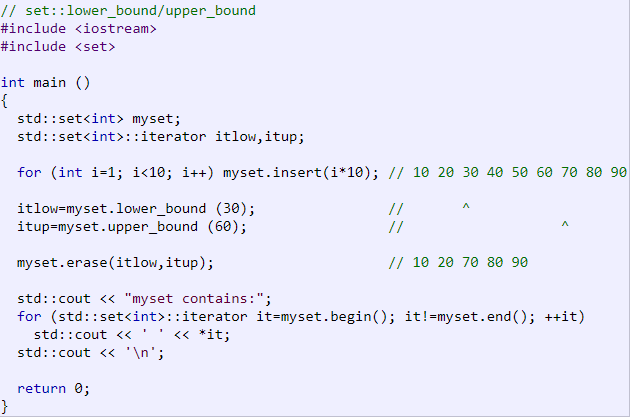 // set::lower_bound/upper_bound
#include <iostream>
#include <set>

int main ()
{
  std::set<int> myset;
  std::set<int>::iterator itlow,itup;

  for (int i=1; i<10; i++) myset.insert(i*10); // 10 20 30 40 50 60 70 80 90

  itlow=myset.lower_bound (30);                //       ^
  itup=myset.upper_bound (60);                 //                   ^

  myset.erase(itlow,itup);                     // 10 20 70 80 90

  std::cout << "myset contains:";
  for (std::set<int>::iterator it=myset.begin(); it!=myset.end(); ++it)
    std::cout << ' ' << *it;
  std::cout << '\n';

  return 0;
}